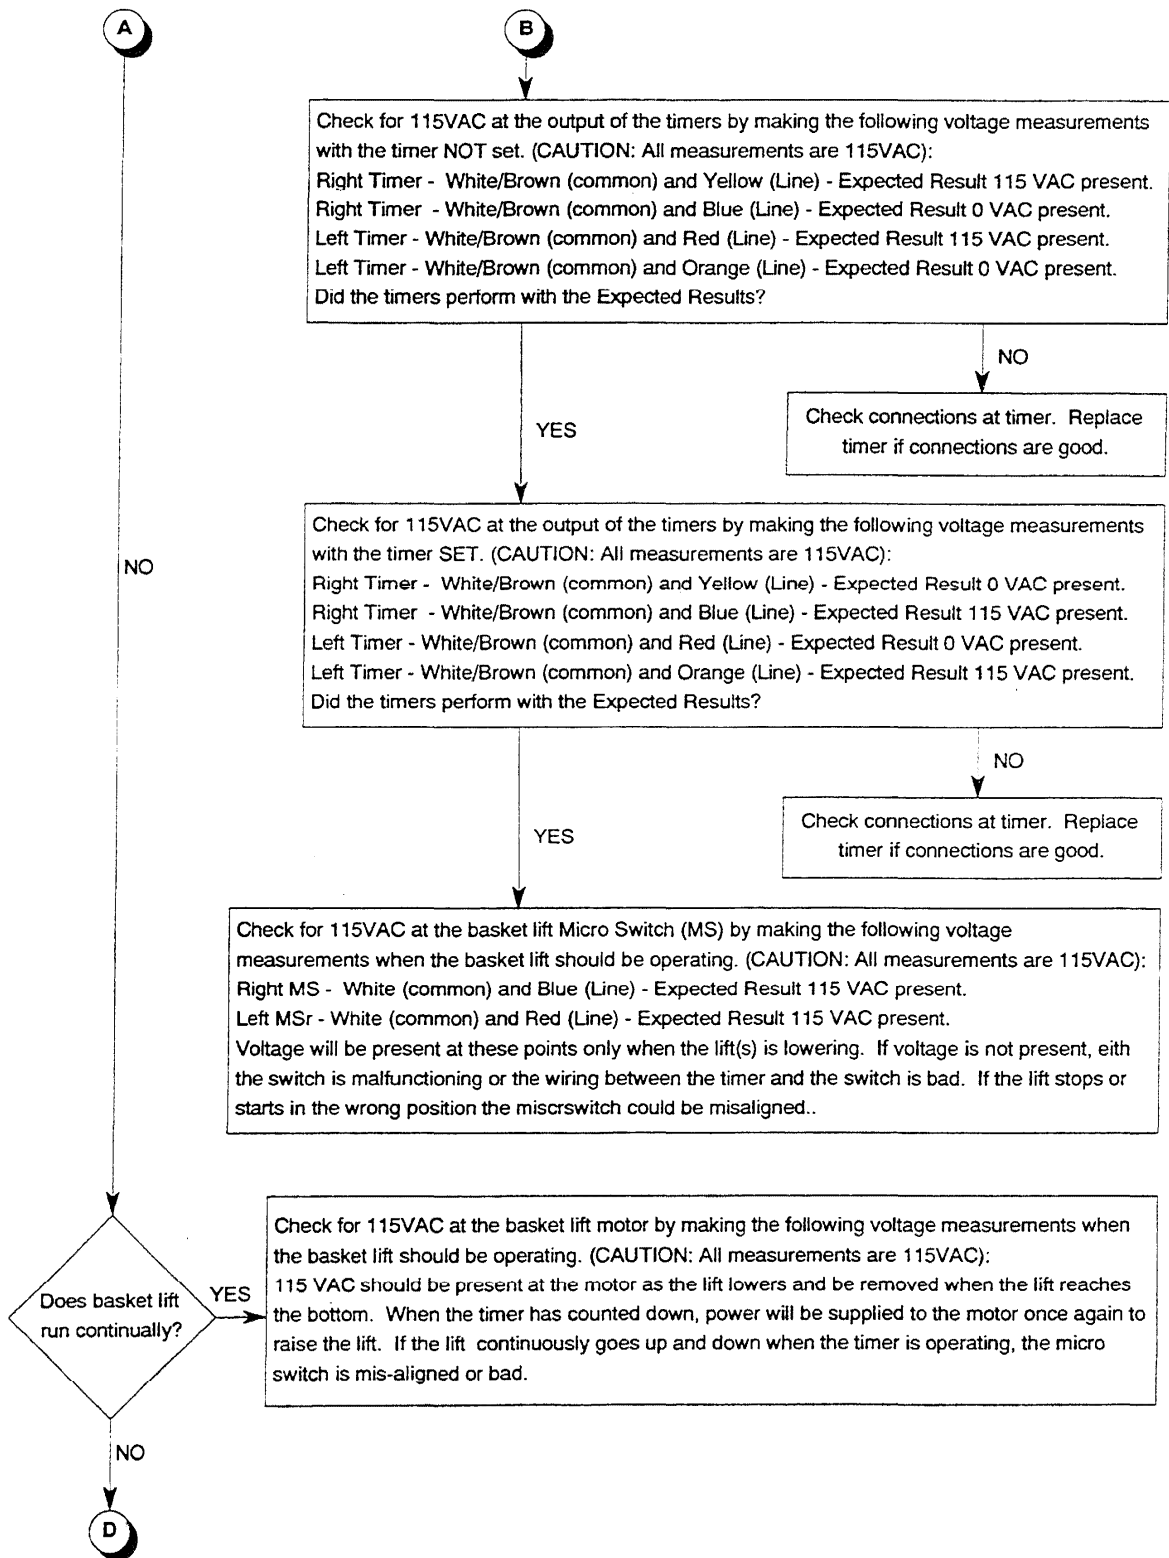 A
B
Check for 115VAC at the output of the timers by making the following voltage measurements
with the timer NOT set. (CAUTION: All measurements are 115VAC):
Right Timer - White/Brown (common) and Yellow (Line) - Expected Result 115 VAC present.
Right Timer - White/Brown (common) and Blue (Line) - Expected Result 0 VAC present.
Left Timer - White/Brown (common) and Red (Line) - Expected Result 115 VAC present.
Left Timer - White/Brown (common) and Orange (Line) - Expected Result 0 VAC present.
Did the timers perform with the Expected Results?
NO
YES
Check connections at timer. Replace
timer if connections are good.
Check for 115VAC at the output of the timers by making the following voltage measurements
with the timer SET. (CAUTION: All measurements are 115VAC):
Right Timer - White/Brown (common) and Yellow (Line) - Expected Result 0 VAC present.
Right Timer - White/Brown (common) and Blue (Line) - Expected Result 115 VAC present.
Left Timer - White/Brown (common) and Red (Line) - Expected Result 0 VAC present.
Left Timer - White/Brown (common) and Orange (Line) - Expected Result 115 VAC present.
Did the timers perform with the Expected Results?
NO
NO
YES
Check connections at timer. Replace
timer if connections are good.
Check for 115VAC at the basket lift Micro Switch (MS) by making the following voltage
measurements when the basket lift should be operating. (CAUTION: All measurements are 115VAC):
Right MS - White (common) and Blue (Line) - Expected Result 115 VAC present.
Left MSr - White (common) and Red (Line) - Expected Result 115 VAC present.
Voltage will be present at these points only when the lift(s) is lowering. If voltage is not present, eith
the switch is malfunctioning or the wiring between the timer and the switch is bad. If the lift stops or
starts in the wrong position the miscrswitch could be misaligned..
Does basket lift
run continually?
YES
Check for 115VAC at the basket lift motor by making the following voltage measurements when
the basket lift should be operating. (CAUTION: All measurements are 115VAC):
115 VAC should be present at the motor as the lift lowers and be removed when the lift reaches
the bottom. When the timer has counted down, power will be supplied to the motor once again to
raise the lift. If the lift continuously goes up and down when the timer is operating, the micro
switch is mis-aligned or bad.
NO
D